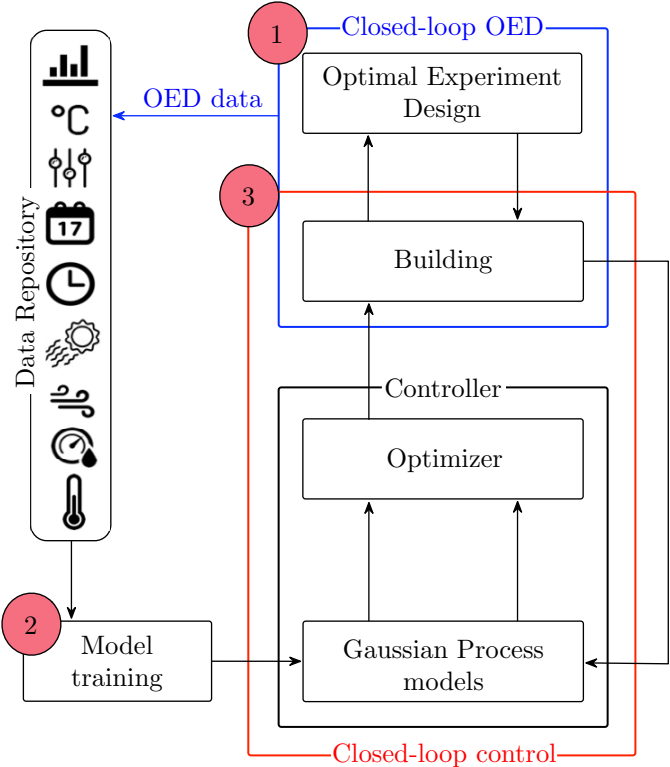 1
Closed-loop OED
Optimal Experiment
Design
OED data
°C
3
17
Data Repository
Building
Controller
Optimizer
2
Model
training
Gaussian Process
models
Closed-loop control